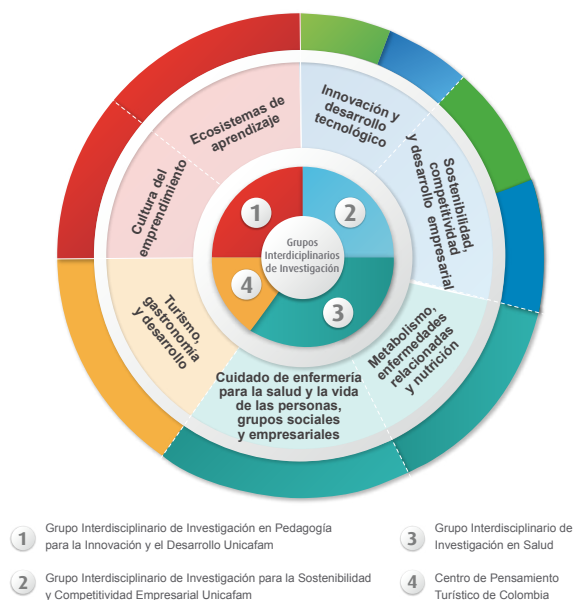 Ecosistemas de
aprendizaje
Innovación y
desarrollo
tecnológico
Cultura del
emprendimiento
Sostenibilidad,
competitividad
y desarrollo empresarial
1
2
Grupos
Interdisciplinarios
de Investigación
4
3
Turismo,
gastronomía
y desarrollo
Metabolismo,
enfermedades
relacionadas
y nutrición
Cuidado de enfermería
para la salud y la vida
de las personas,
grupos sociales
y empresariales
1
Grupo Interdisciplinario de Investigación en Pedagogía
para la Innovación y el Desarrollo Unicafam
2
Grupo Interdisciplinario de Investigación para la Sostenibilidad
y Competitividad Empresarial Unicafam
3
Grupo Interdisciplinario de
Investigación en Salud
4
Centro de Pensamiento
Turístico de Colombia